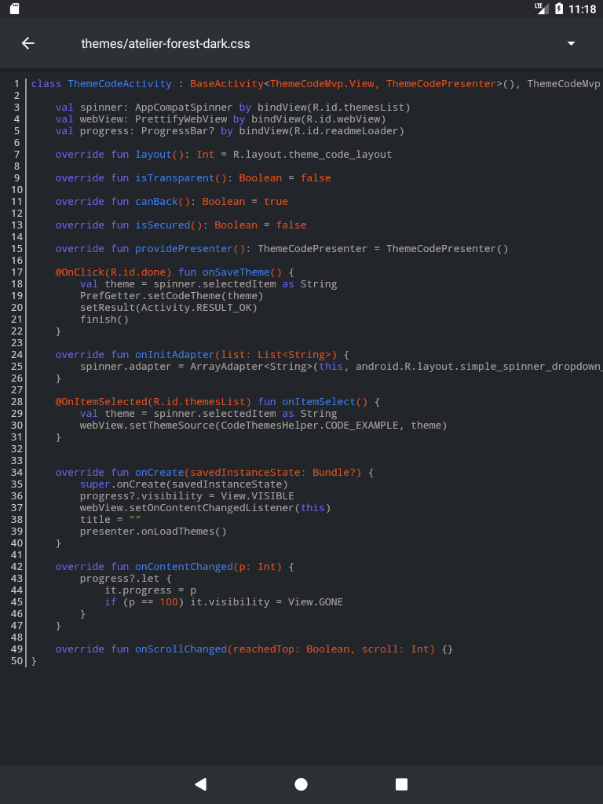 LTE 11:18
themes/atelier-forest-dark.css
1 class ThemeCodeActivity : BaseActivity<ThemeCodeMvp.View, ThemeCodePresenter>(), ThemeCodeMvp
2
3 val spinner: AppCompatSpinner by bindView(R.id.themesList)
4 val webView: PrettifyWebView by bindView(R.id.webView)
5 val progress: ProgressBar? by bindView(R.id.readmeLoader)
6
7 override fun layout(): Int = R.layout.theme_code_layout
8
9 override fun isTransparent(): Boolean = false
10
11 override fun canBack(): Boolean = true
12
13 override fun isSecured(): Boolean = false
14
15 override fun providePresenter(): ThemeCodePresenter = ThemeCodePresenter()
16
17 @OnClick(R.id.done) fun onSaveTheme() {
18 val theme = spinner.selectedItem as String
19 PrefGetter.setCodeTheme(theme)
20 setResult(Activity.RESULT_OK)
21 finish()
22 }
23
24 override fun onInitAdapter(list: List<String>) {
25 spinner.adapter = ArrayAdapter<String>(this, android.R.layout.simple_spinner_dropdown_
26 }
27
28 @OnItemSelected(R.id.themesList) fun onItemSelect() {
29 val theme = spinner.selectedItem as String
30 webView.setThemeSource(CodeThemesHelper.CODE_EXAMPLE, theme)
31 }
32
33
34 override fun onCreate(savedInstanceState: Bundle?) {
35 super.onCreate(savedInstanceState)
36 progress?.visibility = View.VISIBLE
37 webView.setOnContentChangedListener(this)
38 title = ""
39 presenter.onLoadThemes()
40 }
41
42 override fun onContentChanged(p: Int) {
43 progress?.let {
44 it.progress = p
45 if (p == 100) it.visibility = View.GONE
46 }
47 }
48
49 override fun onScrollChanged(reachedTop: Boolean, scroll: Int) {}
50 }